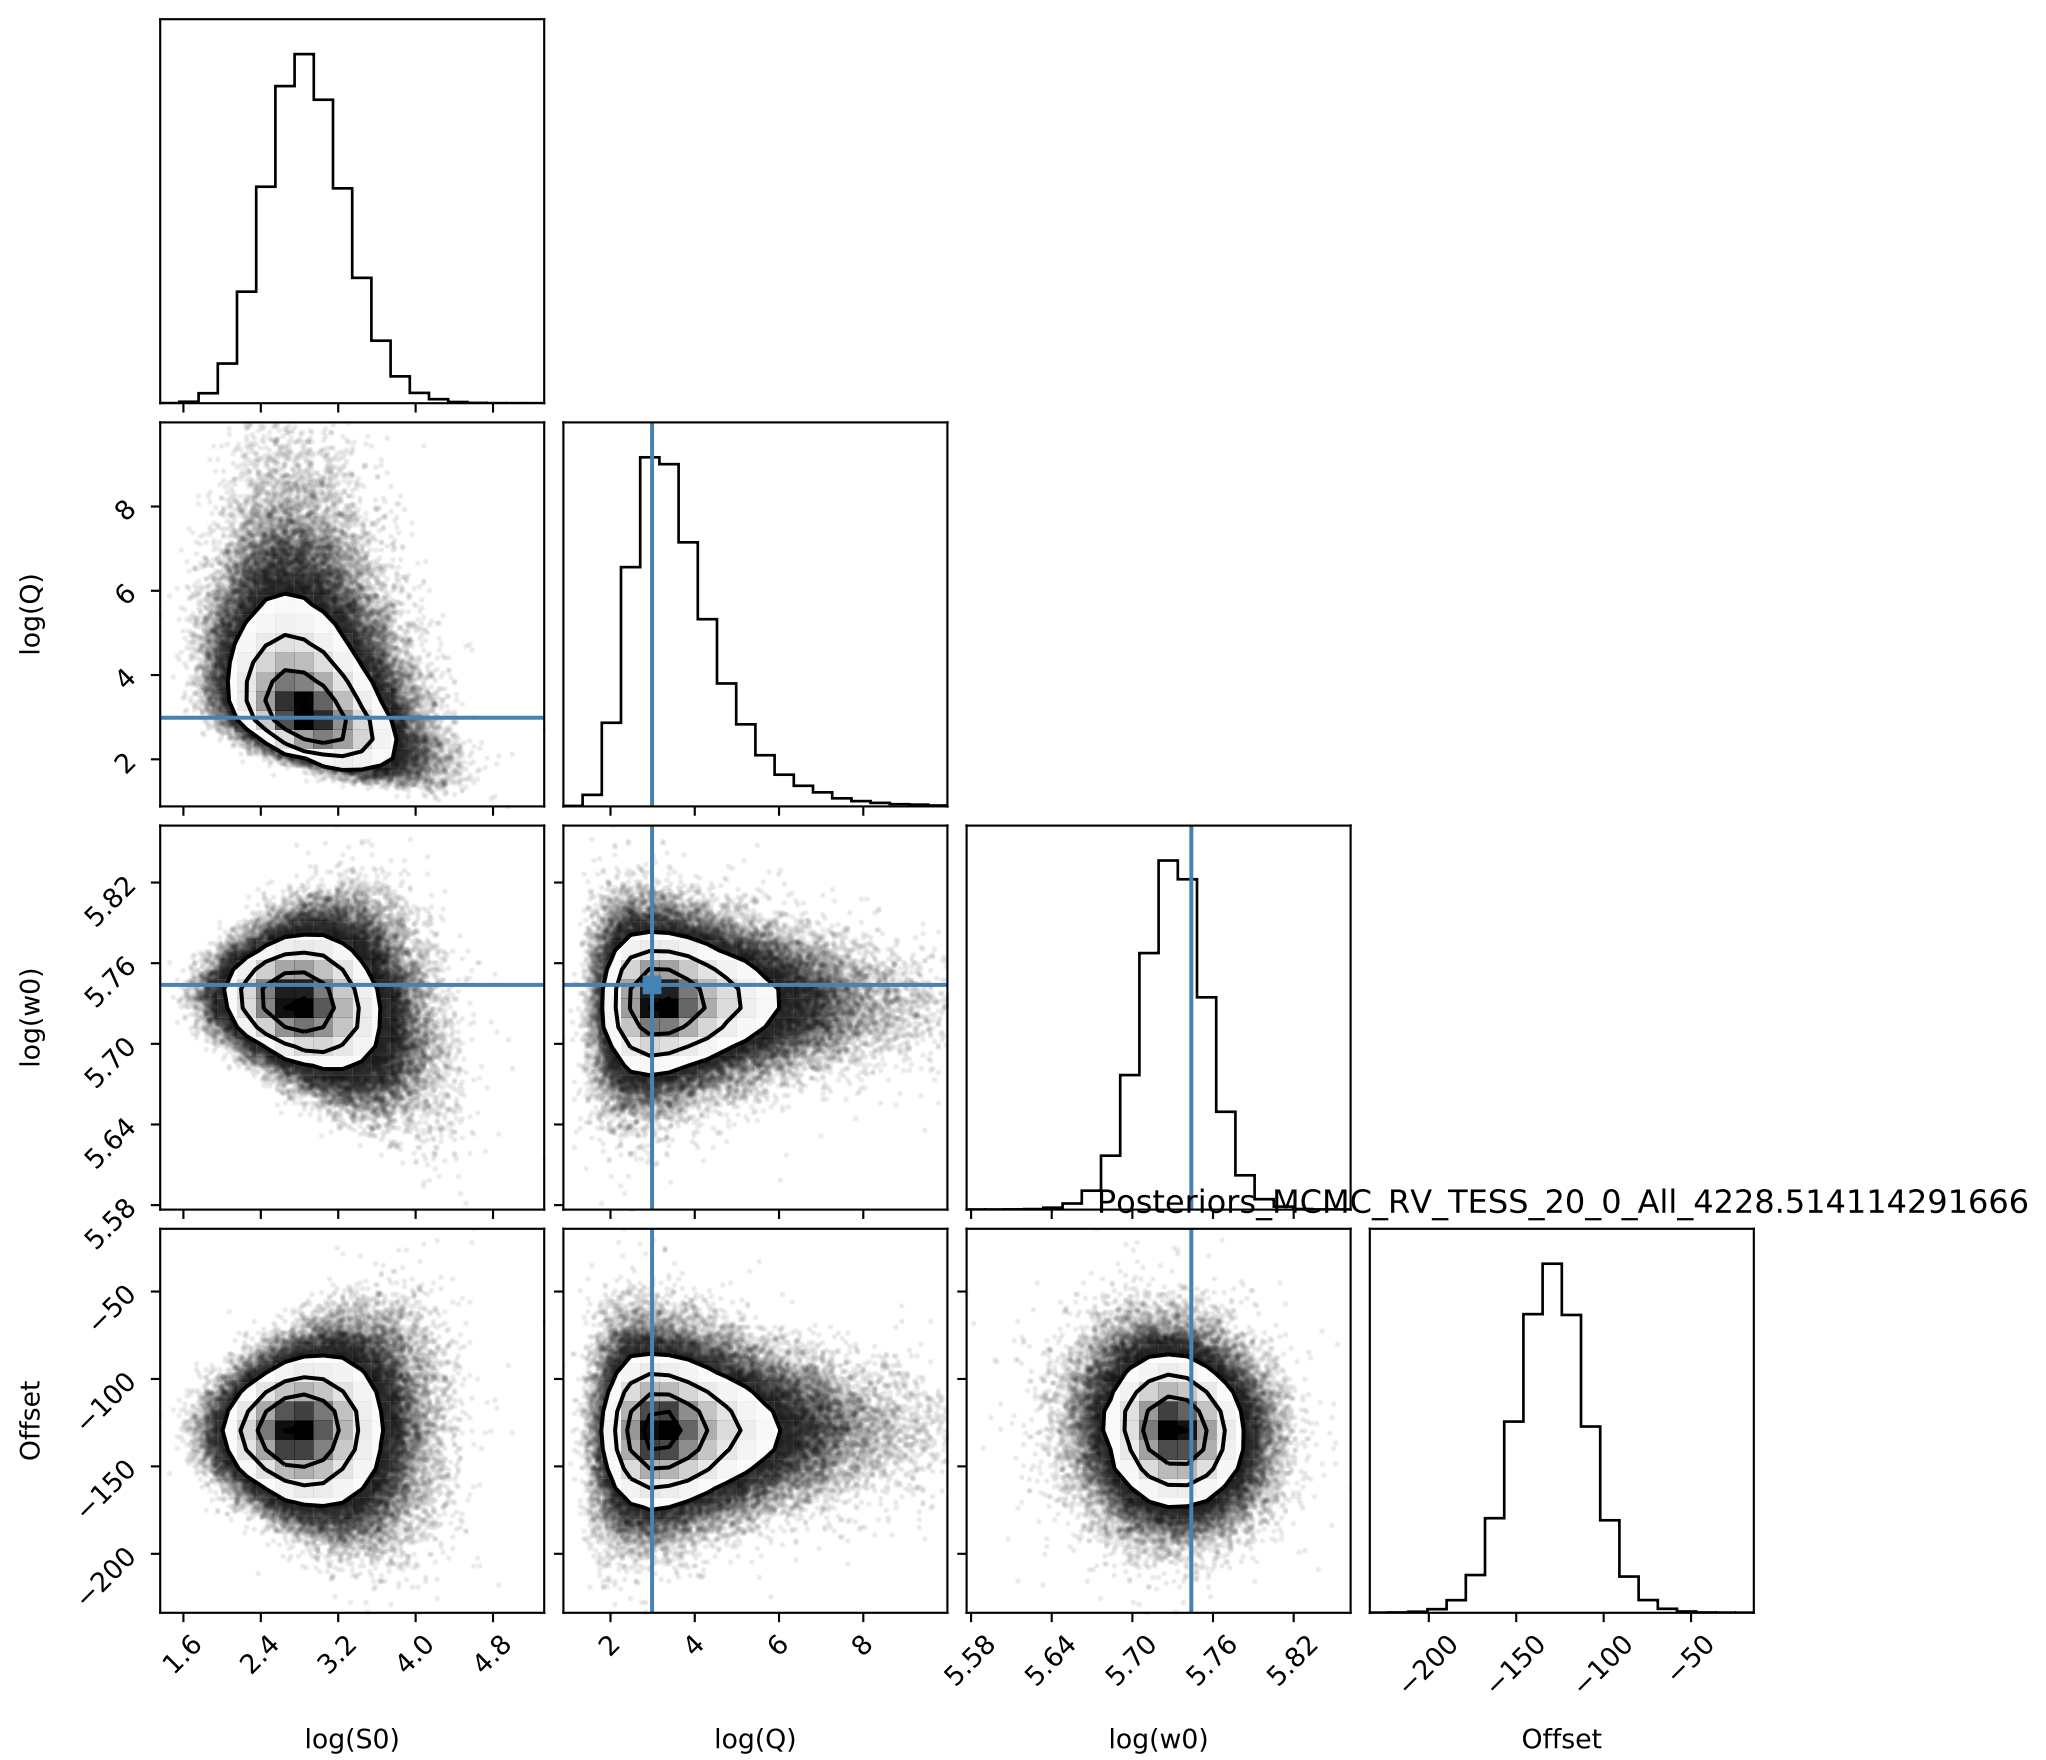 log(Q)
8
6
4
2
log(w0)
5.82
5.76
5.70
5.64
5.58
Posteriors_MCMC_RV_TESS_20_0_All_4228.514114291666
Offset
−50
−100
−150
−200
1.6 2.4 3.2 4.0 4.8
2 4 6 8
5.58 5.64 5.70 5.76 5.82
−200 −150 −100 −50
log(S0) log(Q) log(w0) Offset